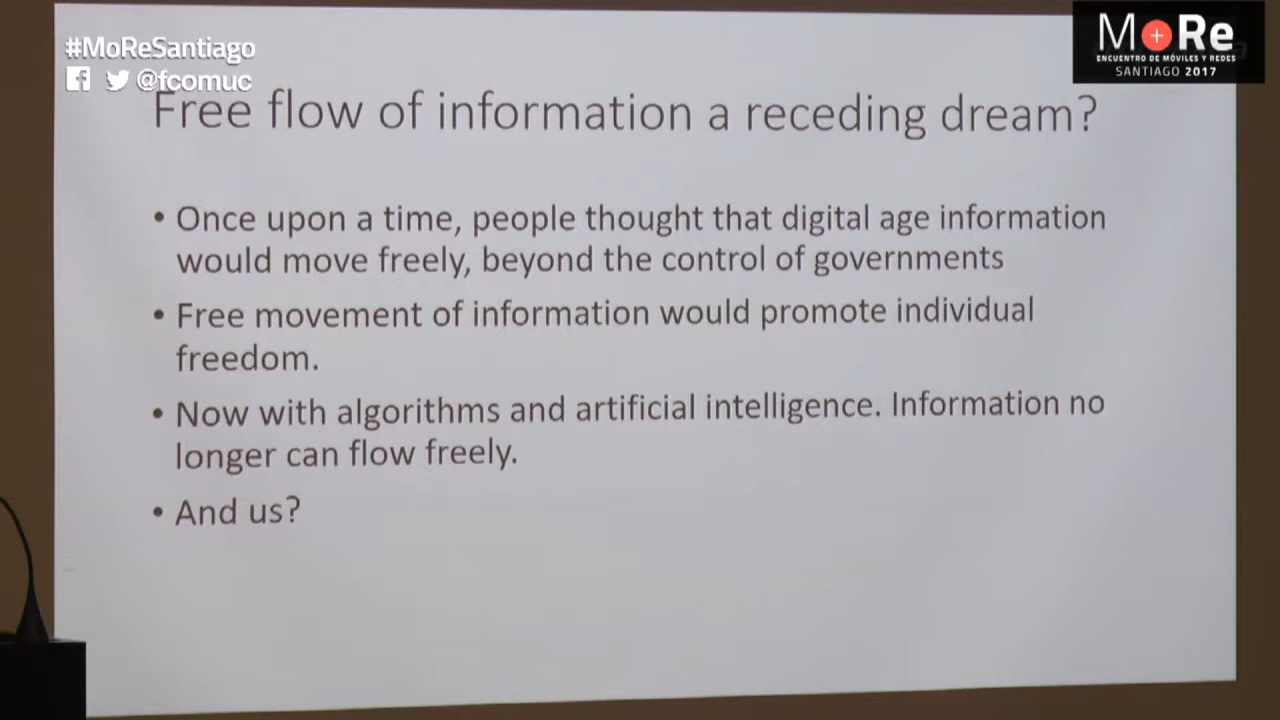 #MoReSantiago
@fcomuc
MoRe
ENCUENTRO DE MÓVILES Y REDES
SANTIAGO 2017
Free flow of information a receding dream?
• Once upon a time, people thought that digital age information
would move freely, beyond the control of governments
• Free movement of information would promote individual
freedom.
• Now with algorithms and artificial intelligence. Information no
longer can flow freely.
• And us?